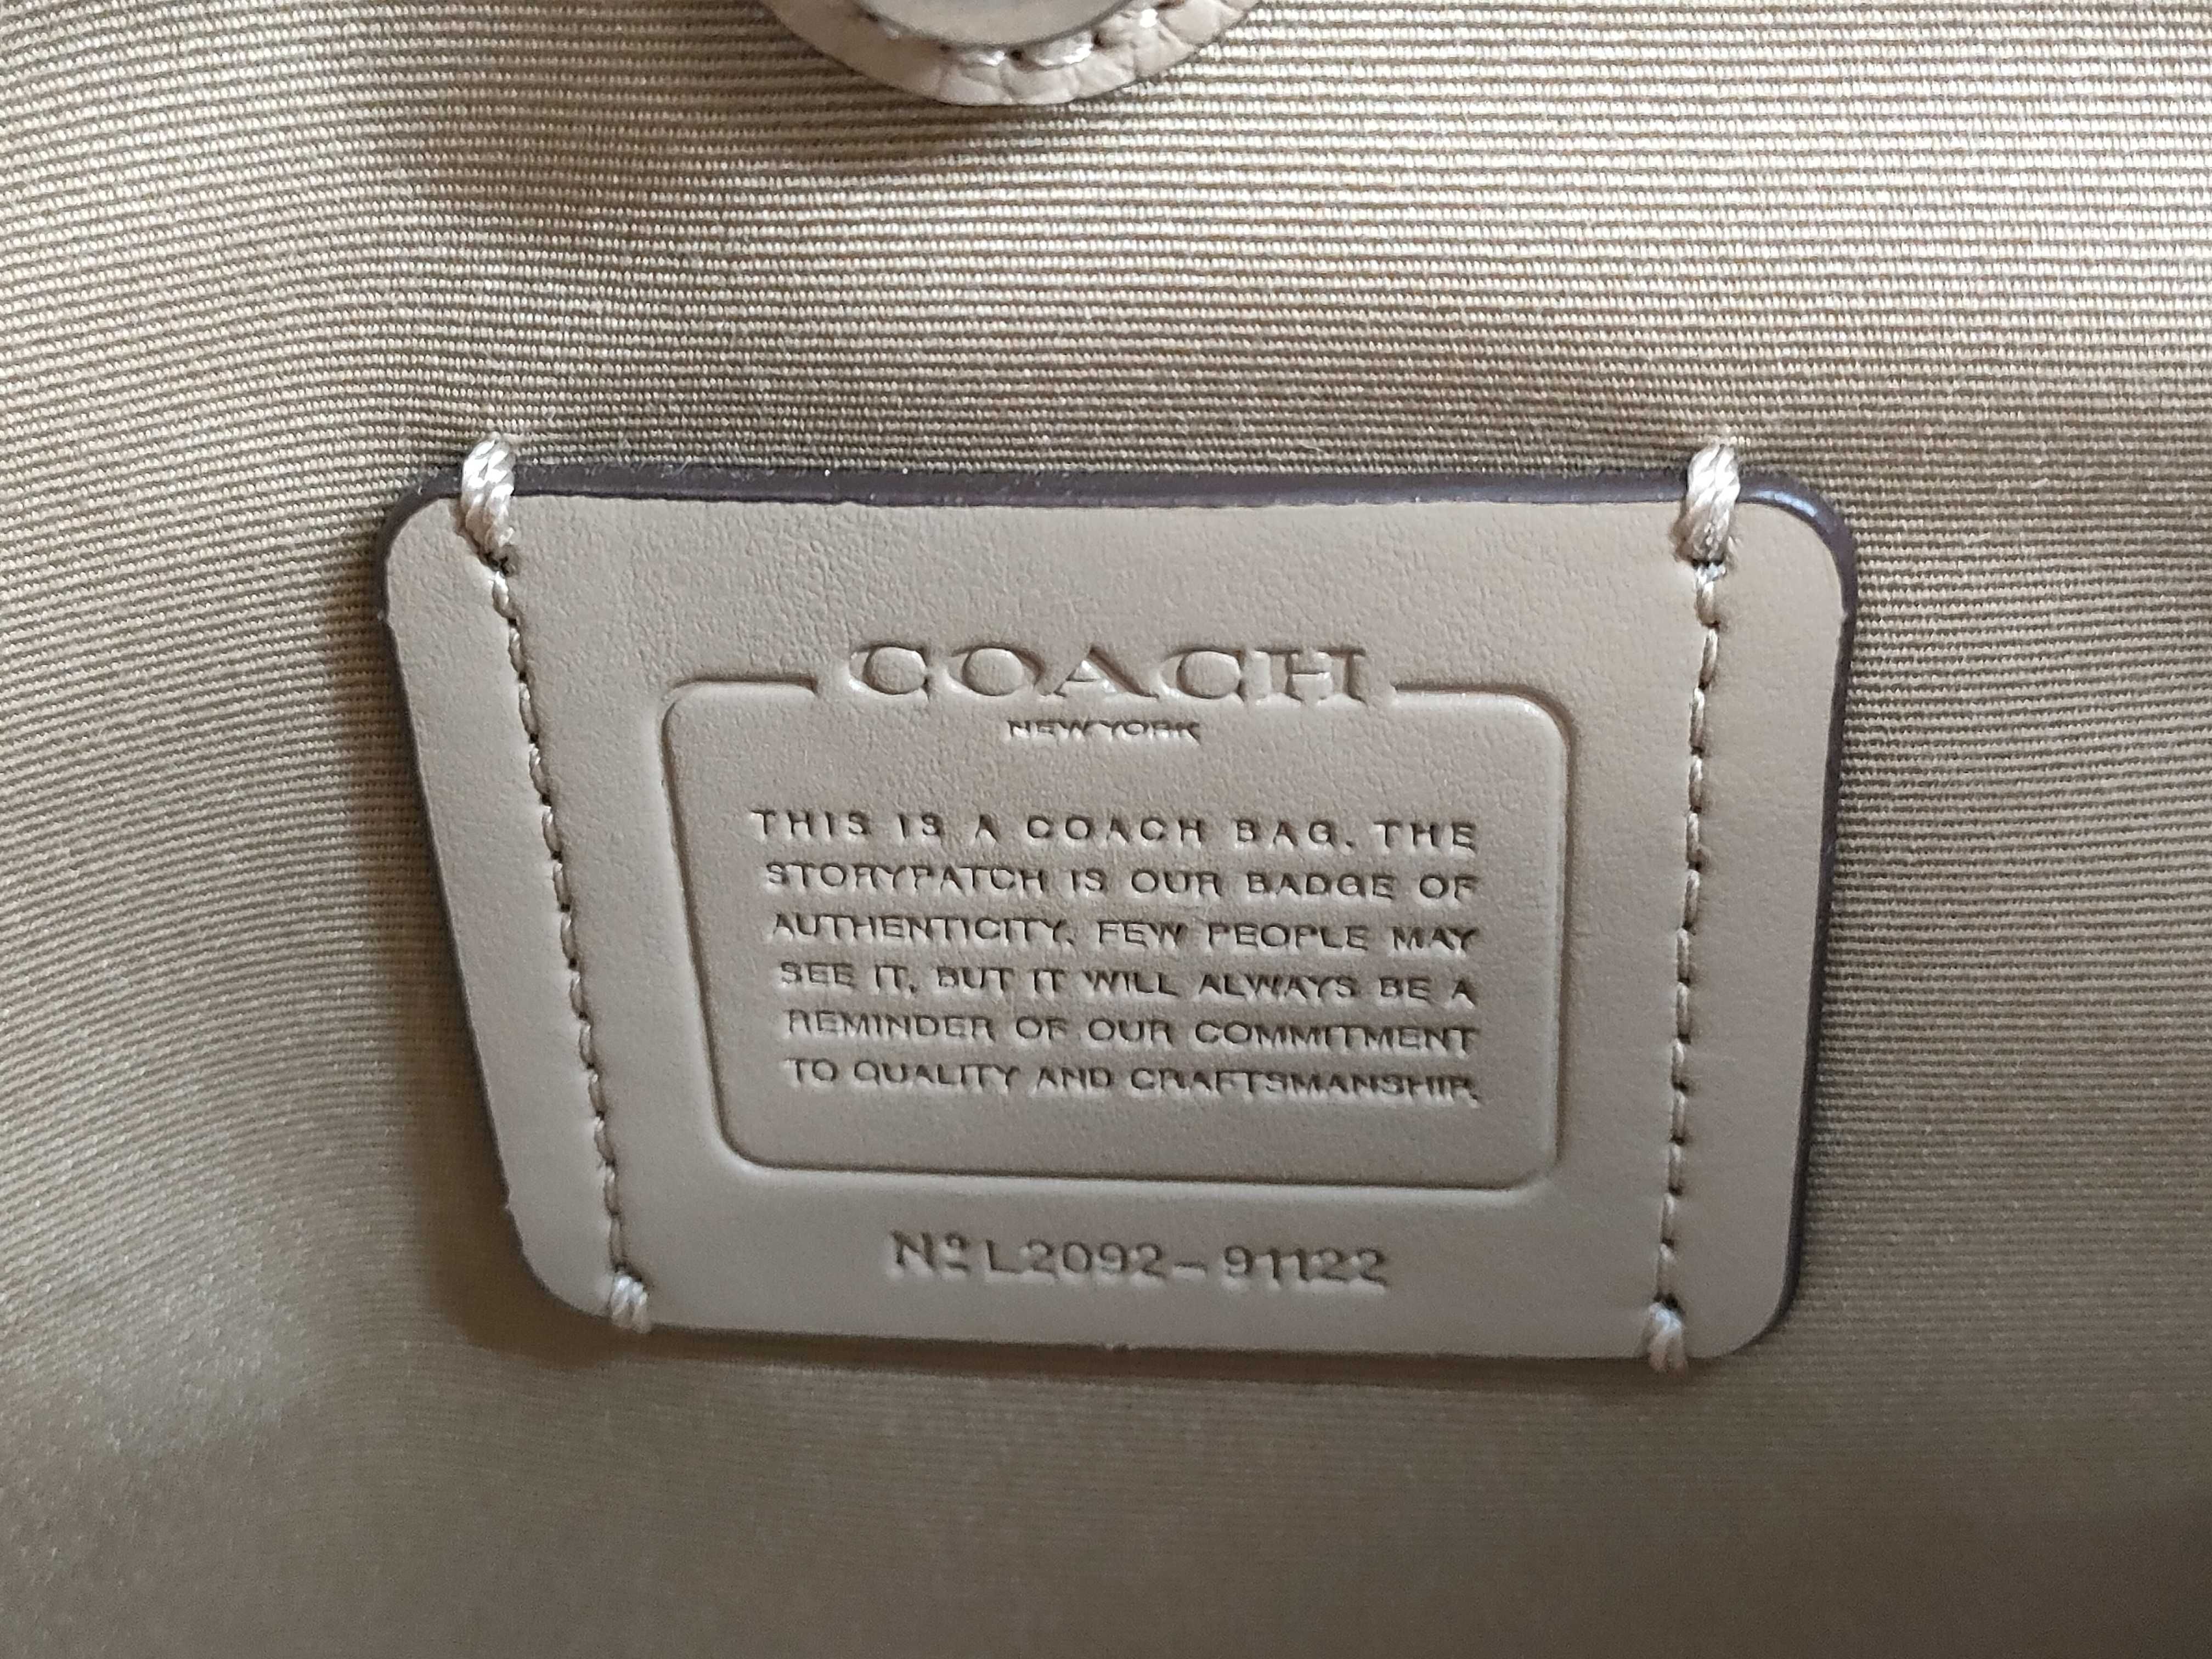 COACH
NEW YORK
THIS IS A COACH BAG. THE
STORYPATCH IS OUR BADGE OF
AUTHENTICITY. FEW PEOPLE MAY
SEE IT, BUT IT WILL ALWAYS BE A
REMINDER OF OUR COMMITMENT
TO QUALITY AND CRAFTSMANSHIP.
Nº L2092-91122